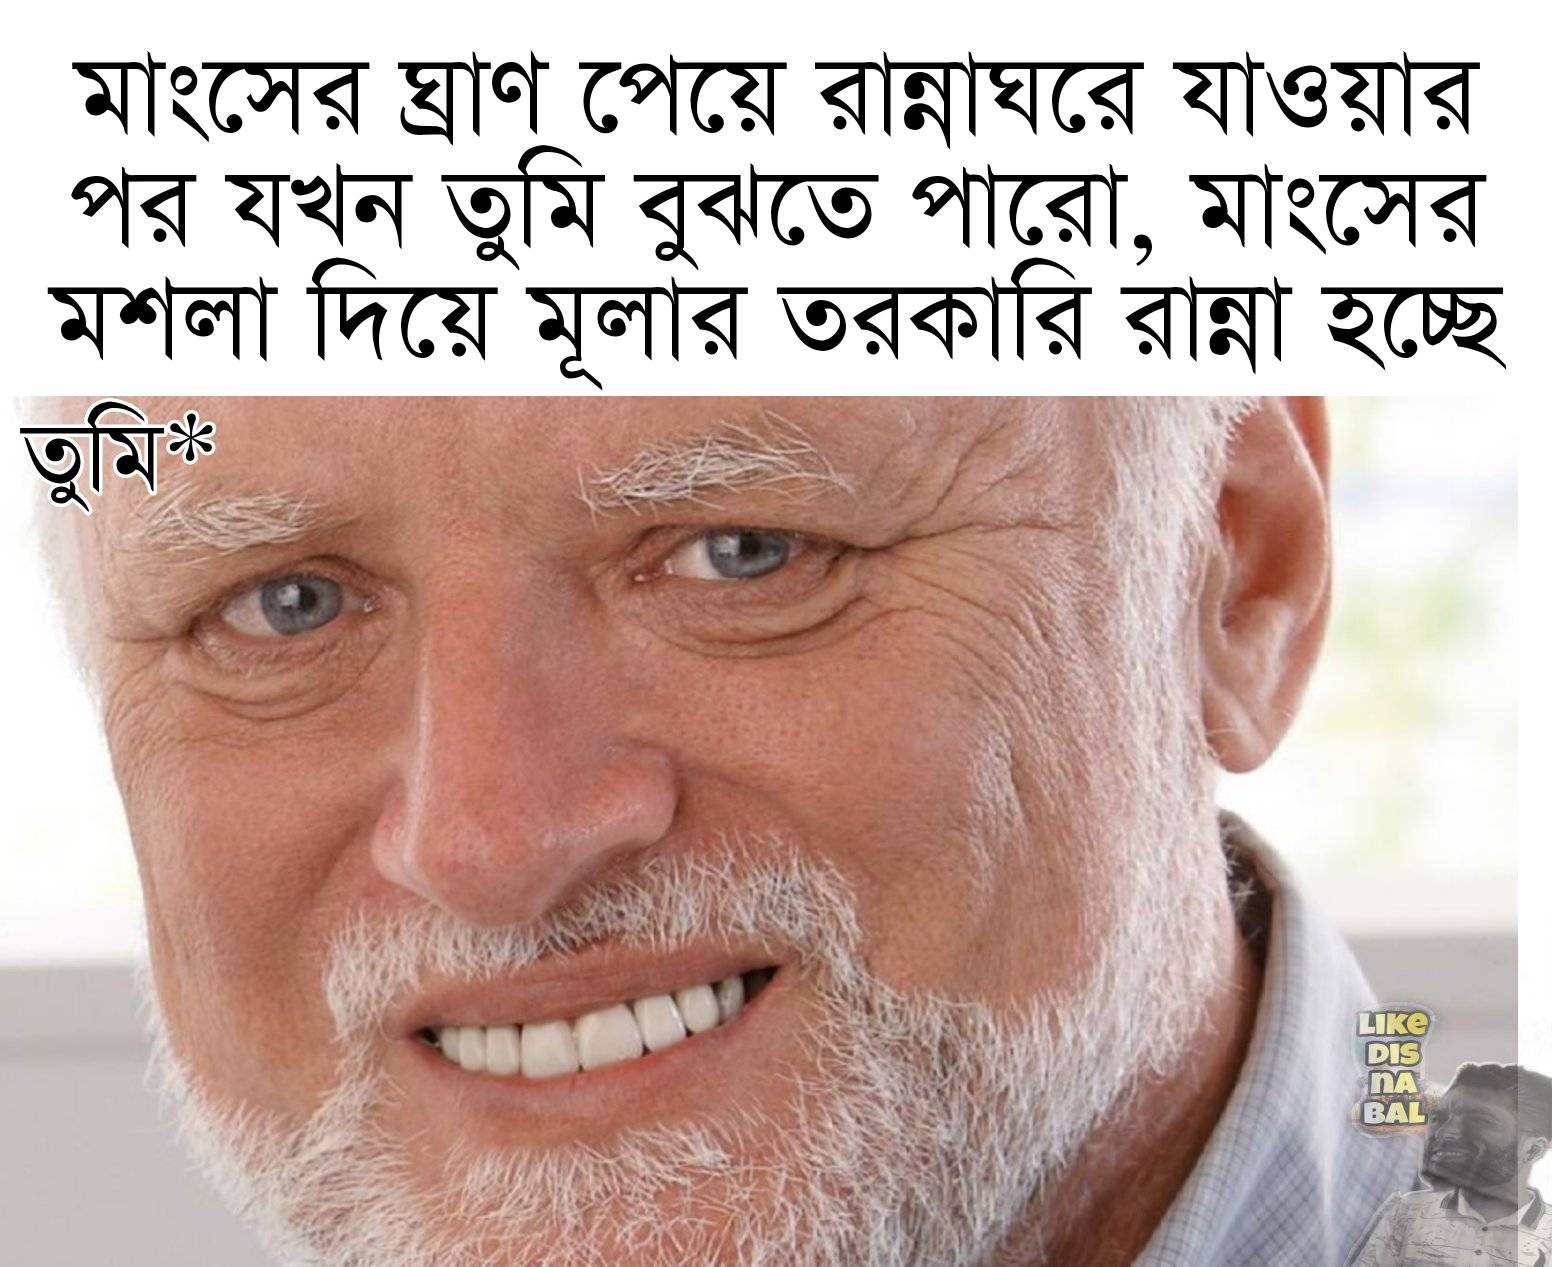 মাংসের ঘ্রাণ পেয়ে রান্নাঘরে যাওয়ার
পর যখন তুমি বুঝতে পারো, মাংসের
মশলা দিয়ে মূলার তরকারি রান্না হচ্ছে
তুমি*
LIKE
DIS
NA
BAL